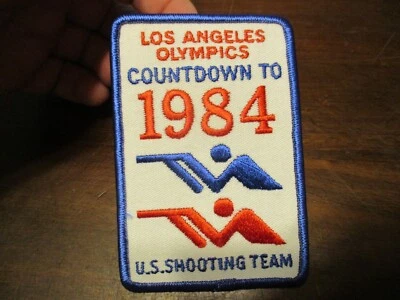 LOS ANGELES
OLYMPICS
COUNTDOWN TO
1984
U.S. SHOOTING TEAM